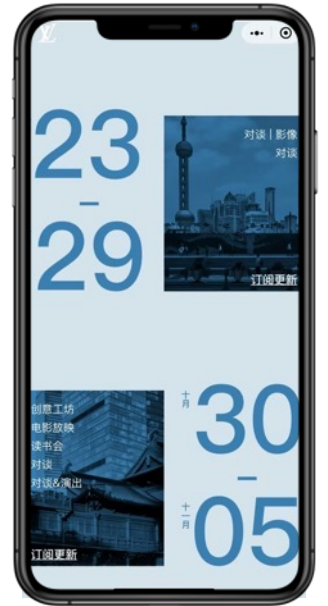 LV
23
对谈 | 影像
对谈
–
29
订阅更新
十月
30
创意工坊
电影放映
读书会
对谈
对谈&演出
–
十一月
05
订阅更新